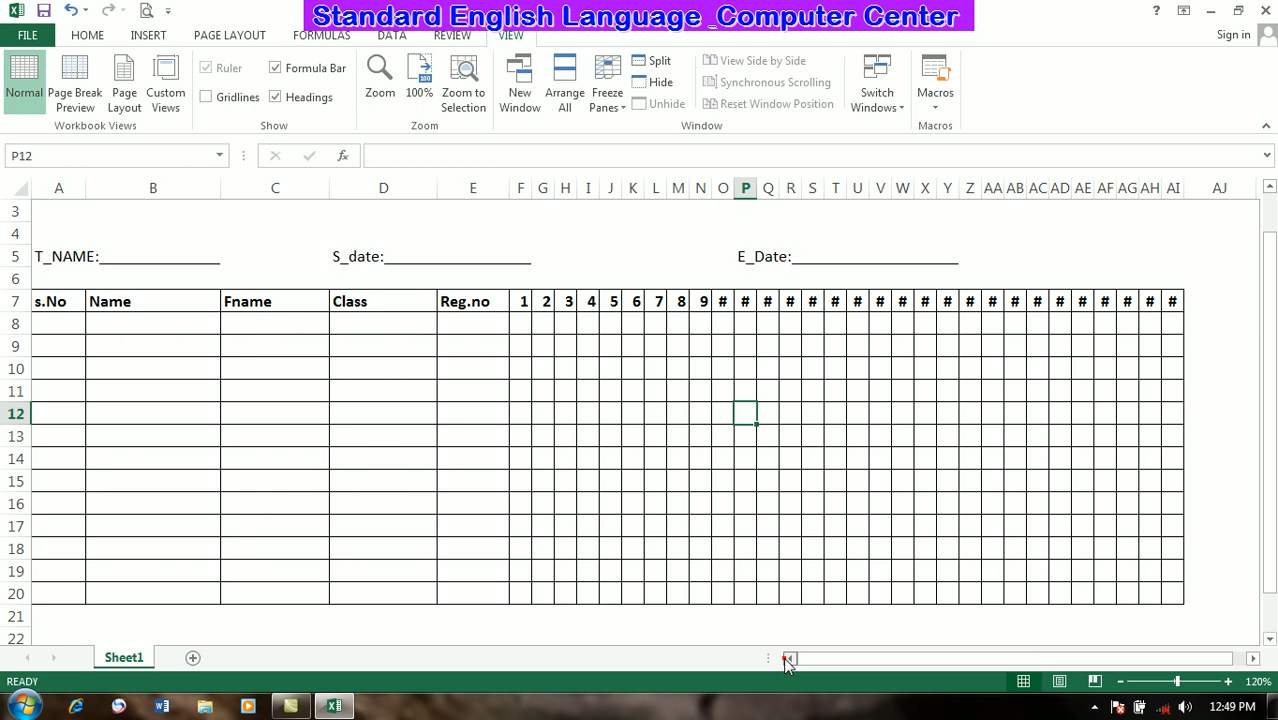 Standard English Language _Computer Center
FILE HOME INSERT PAGE LAYOUT FORMULAS DATA REVIEW VIEW Sign in
Normal Page Break Preview Page Layout Custom Views
Workbook Views
Ruler Formula Bar
Gridlines Headings
Show
Zoom 100% Zoom to Selection
Zoom
New Window Arrange All Freeze Panes
Split
Hide
Unhide
View Side by Side
Synchronous Scrolling
Reset Window Position
Switch Windows
Window
Macros
Macros
P12 fx
A B C D E F G H I J K L M N O P Q R S T U V W X Y Z AA AB AC AD AE AF AG AH AI AJ
3
4
5 T_NAME:______________ S_date:_________________ E_Date:___________________
6
7 s.No Name Fname Class Reg.no 1 2 3 4 5 6 7 8 9 # # # # # # # # # # # # # # # # # # # # #
8
9
10
11
12
13
14
15
16
17
18
19
20
21
22
Sheet1
READY 120%
12:49 PM